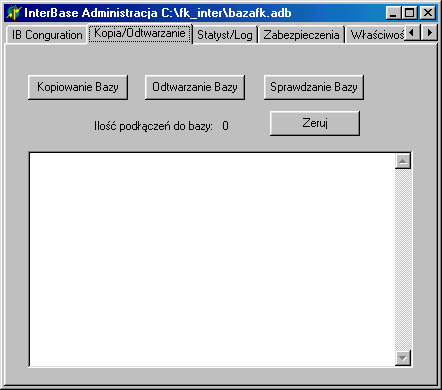 InterBase Administracja C:\fk_inter\bazafk.adb
IB Conguration Kopia/Odtwarzanie Statyst/Log Zabezpieczenia Właściwoś
Kopiowanie Bazy Odtwarzanie Bazy Sprawdzanie Bazy
Ilość podłączeń do bazy: 0 Zeruj